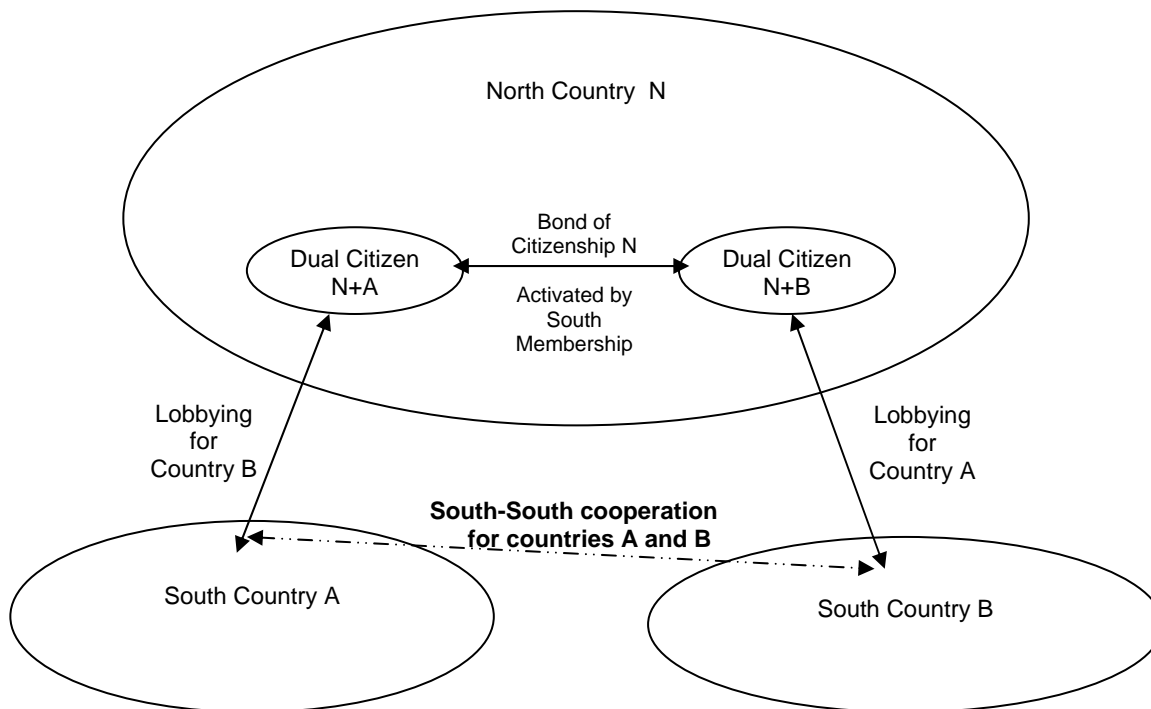 North Country N
Bond of
Citizenship N
Dual Citizen
N+A
Dual Citizen
N+B
Activated by
South
Membership
Lobbying
for
Country B
Lobbying
for
Country A
South-South cooperation
for countries A and B
South Country A
South Country B